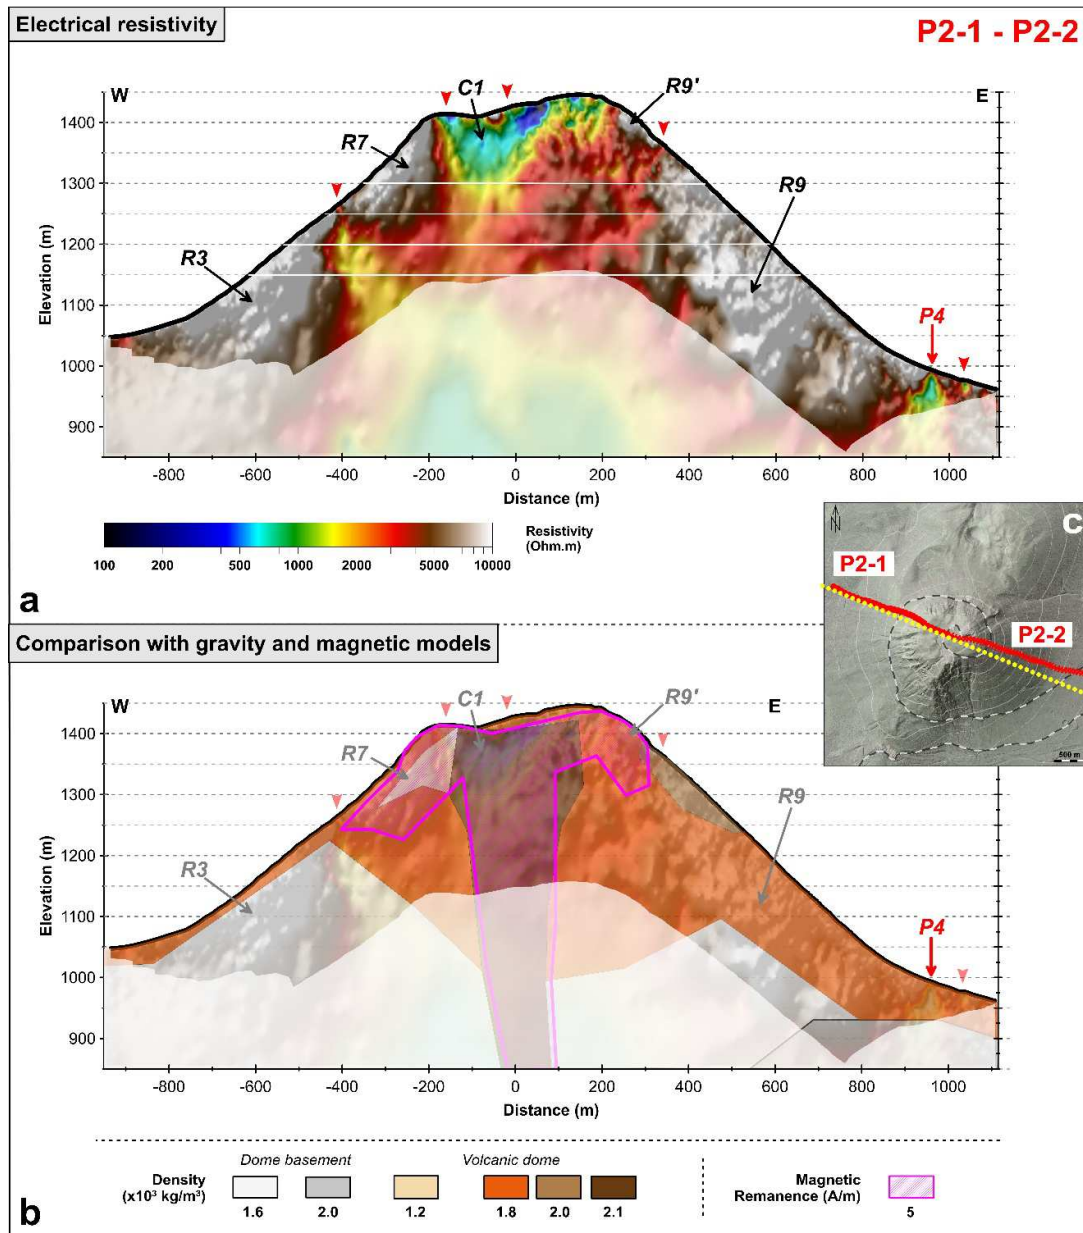 Electrical resistivity
P2-1 - P2-2
W
E
C1
R9'
R7
R9
R3
P4
1400
1300
1200
1100
1000
900
Elevation (m)
-800 -600 -400 -200 0 200 400 600 800 1000
Distance (m)
Resistivity
(Ohm.m)
100 200 500 1000 2000 5000 10000
a
N
C
P2-1
P2-2
500 m
Comparison with gravity and magnetic models
W
E
C1
R9'
R7
R9
R3
P4
1400
1300
1200
1100
1000
900
Elevation (m)
-800 -600 -400 -200 0 200 400 600 800 1000
Distance (m)
Dome basement
Volcanic dome
Density
(x10³ kg/m³)
1.6 2.0 1.2 1.8 2.0 2.1
Magnetic
Remanence (A/m)
5
b